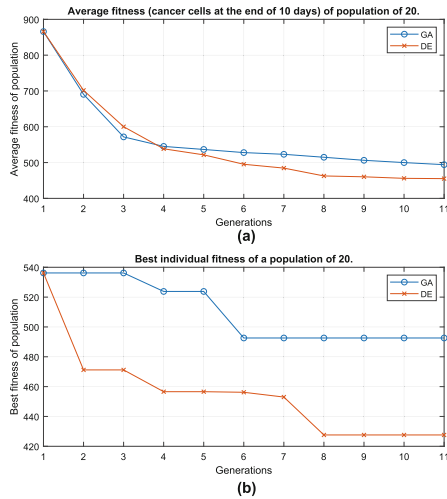 Average fitness (cancer cells at the end of 10 days) of population of 20.
900
800
700
600
500
400
Average fitness of population
GA
DE
1 2 3 4 5 6 7 8 9 10 11
Generations
(a)
Best individual fitness of a population of 20.
540
520
500
480
460
440
420
Best fitness of population
GA
DE
1 2 3 4 5 6 7 8 9 10 11
Generations
(b)